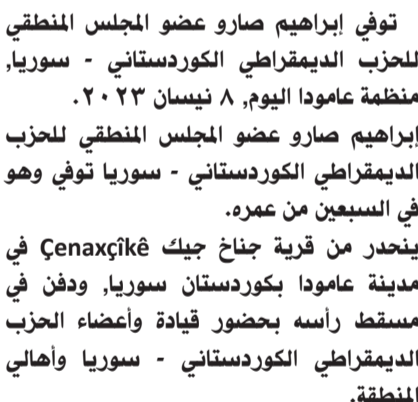 توفي إبراهيم صارو عضو المجلس المنطقي
للحزب الديمقراطي الكوردستاني - سوريا,
منظمة عامودا اليوم, ٨ نيسان ٢٠٢٣.
إبراهيم صارو عضو المجلس المنطقي للحزب
الديمقراطي الكوردستاني - سوريا توفي وهو
في السبعين من عمره.
ينحدر من قرية جناخ جيك Çenaxçîkê في
مدينة عامودا بكوردستان سوريا, ودفن في
مسقط رأسه بحضور قيادة وأعضاء الحزب
الديمقراطي الكوردستاني - سوريا وأهالي
المنطقة.